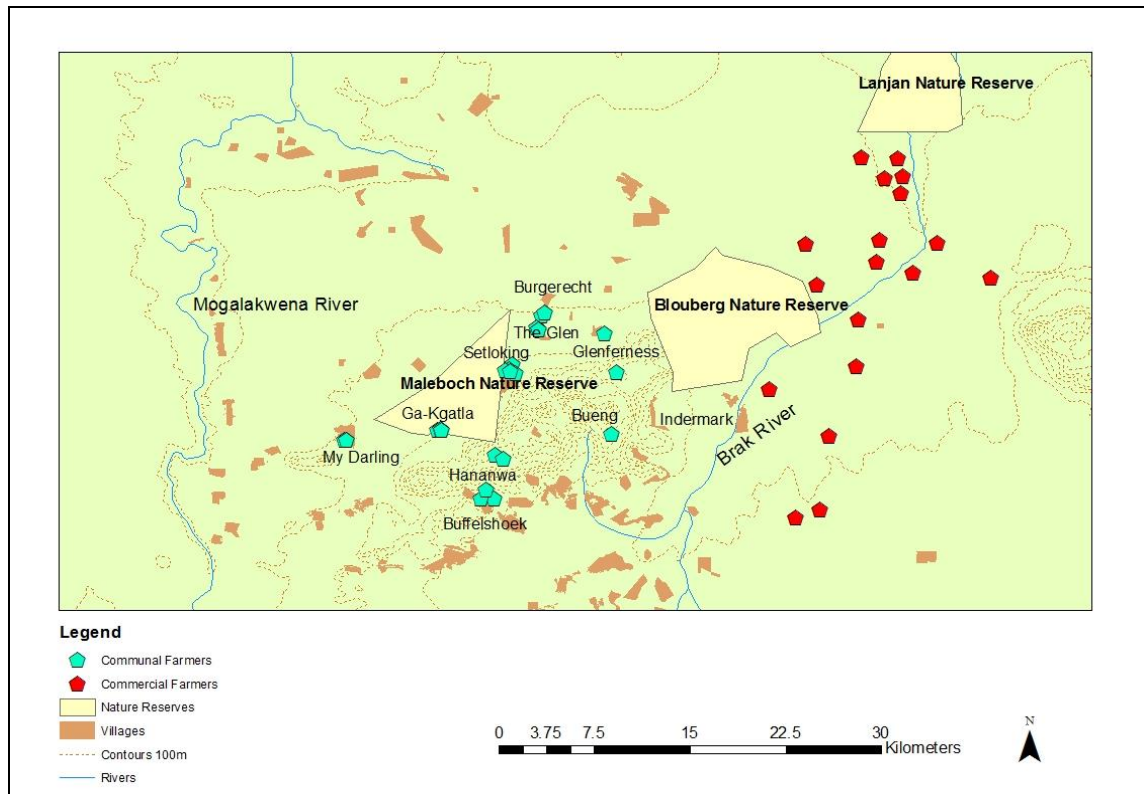 Lanjan Nature Reserve
Burgerecht
Mogalakwena River
Blouberg Nature Reserve
The Glen
Setloking
Glenferness
Maleboch Nature Reserve
Ga-Kgatla
Bueng
Indermark
Brak River
My Darling
Hananwa
Buffelshoek
Legend
Communal Farmers
Commercial Farmers
Nature Reserves
Villages
Contours 100m
Rivers
0 3.75 7.5 15 22.5 30
Kilometers
N